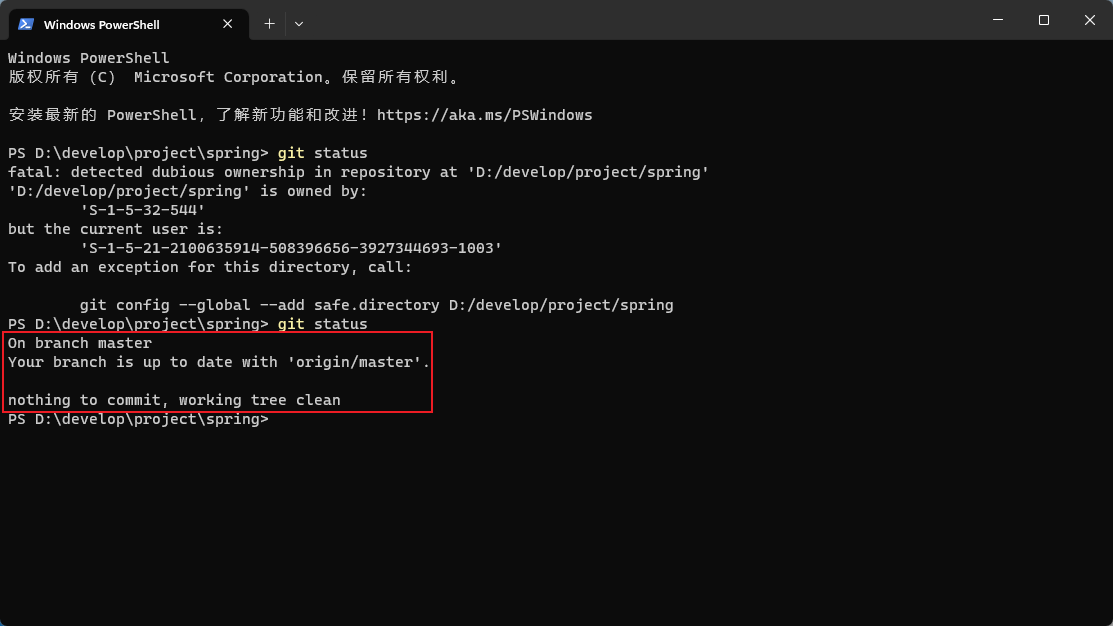 Windows PowerShell
Windows PowerShell
版权所有 (C) Microsoft Corporation。保留所有权利。
安装最新的 PowerShell，了解新功能和改进！https://aka.ms/PSWindows
PS D:\develop\project\spring> git status
fatal: detected dubious ownership in repository at 'D:/develop/project/spring'
'D:/develop/project/spring' is owned by:
        'S-1-5-32-544'
but the current user is:
        'S-1-5-21-2100635914-508396656-3927344693-1003'
To add an exception for this directory, call:
        git config --global --add safe.directory D:/develop/project/spring
PS D:\develop\project\spring> git status
On branch master
Your branch is up to date with 'origin/master'.
nothing to commit, working tree clean
PS D:\develop\project\spring>